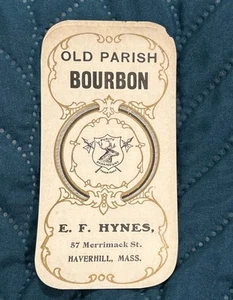 OLD PARISH
BOURBON
E. F. HYNES,
57 Merrimack St.
HAVERHILL, MASS.